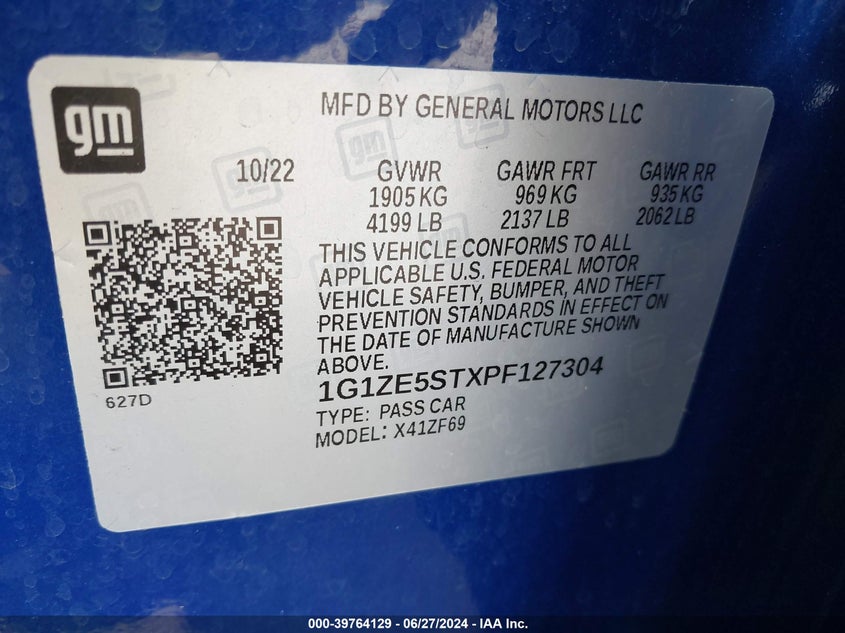 gm
MFD BY GENERAL MOTORS LLC
10/22 GVWR GAWR FRT GAWR RR
1905 KG 969 KG 935 KG
4199 LB 2137 LB 2062 LB
THIS VEHICLE CONFORMS TO ALL
APPLICABLE U.S. FEDERAL MOTOR
VEHICLE SAFETY, BUMPER, AND THEFT
PREVENTION STANDARDS IN EFFECT ON
THE DATE OF MANUFACTURE SHOWN
ABOVE.
1G1ZE5STXPF127304
627D
TYPE: PASS CAR
MODEL: X41ZF69
000-39764129 - 06/27/2024 - IAA Inc.